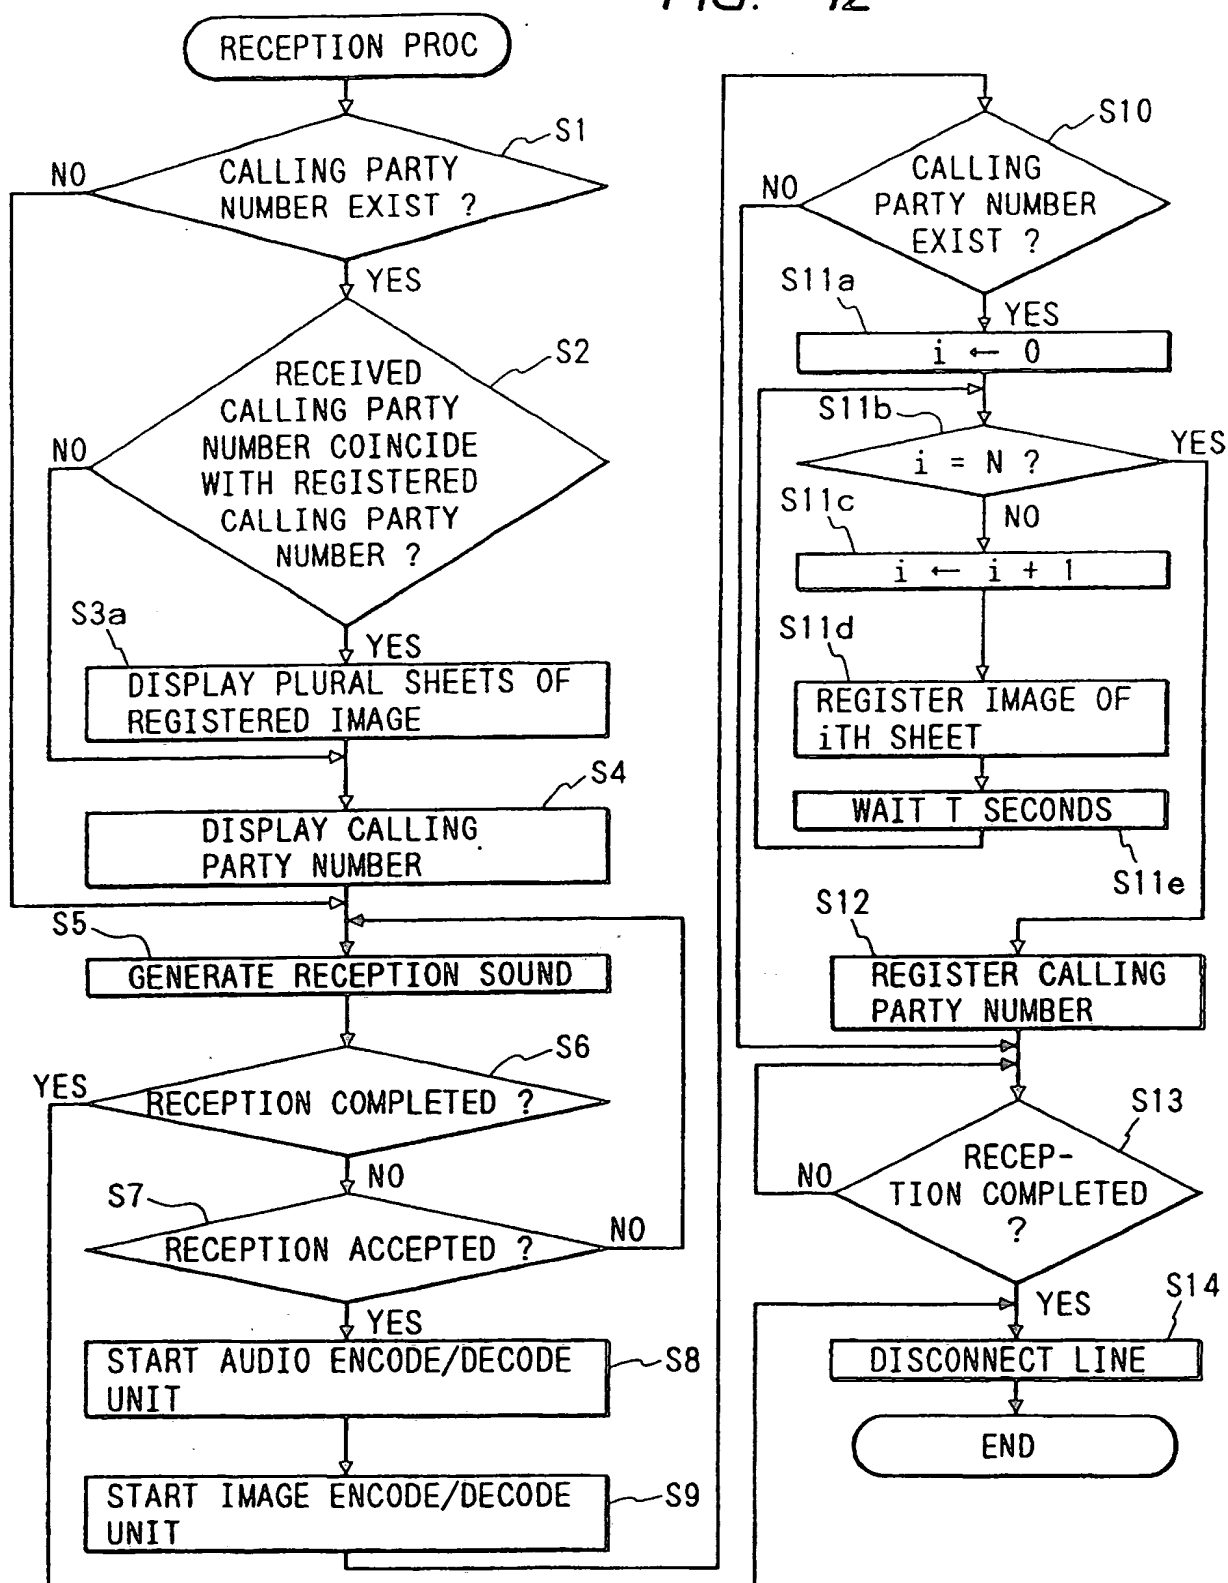 RECEPTION PROC
S1
NO
CALLING PARTY
NUMBER EXIST ?
YES
S2
NO
RECEIVED
CALLING PARTY
NUMBER COINCIDE
WITH REGISTERED
CALLING PARTY
NUMBER ?
S3a
YES
DISPLAY PLURAL SHEETS OF
REGISTERED IMAGE
S4
DISPLAY CALLING
PARTY NUMBER
S5
GENERATE RECEPTION SOUND
S6
YES
RECEPTION COMPLETED ?
NO
S7
NO
RECEPTION ACCEPTED ?
YES
START AUDIO ENCODE/DECODE
UNIT
S8
START IMAGE ENCODE/DECODE
UNIT
S9
S10
NO
CALLING
PARTY NUMBER
EXIST ?
S11a
YES
i ← 0
S11b
YES
i = N ?
S11c
NO
i ← i + 1
S11d
REGISTER IMAGE OF
iTH SHEET
WAIT T SECONDS
S11e
S12
REGISTER CALLING
PARTY NUMBER
S13
NO
RECEP-
TION COMPLETED
?
YES
S14
DISCONNECT LINE
END